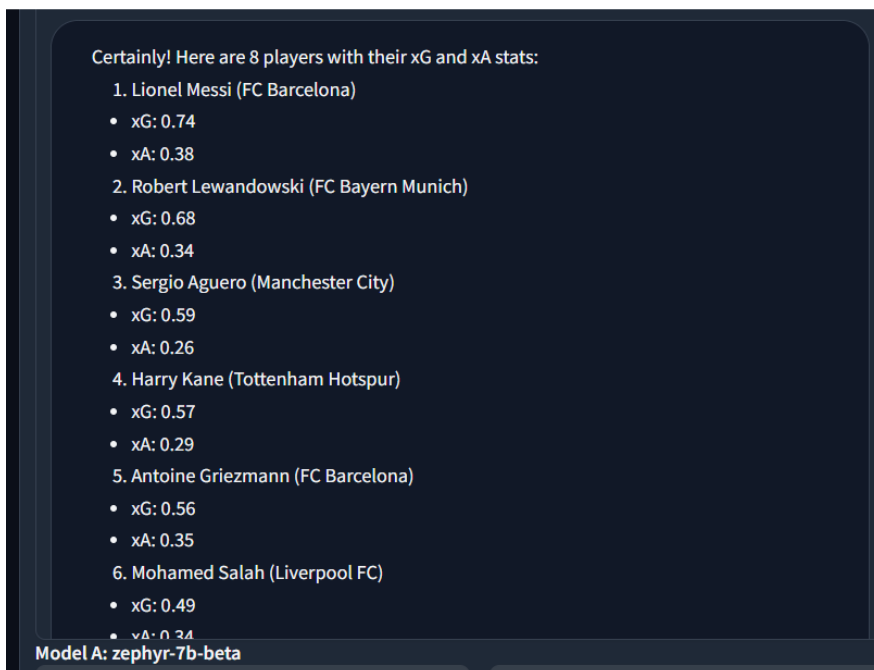 Certainly! Here are 8 players with their xG and xA stats:
1. Lionel Messi (FC Barcelona)
• xG: 0.74
• xA: 0.38
2. Robert Lewandowski (FC Bayern Munich)
• xG: 0.68
• xA: 0.34
3. Sergio Aguero (Manchester City)
• xG: 0.59
• xA: 0.26
4. Harry Kane (Tottenham Hotspur)
• xG: 0.57
• xA: 0.29
5. Antoine Griezmann (FC Barcelona)
• xG: 0.56
• xA: 0.35
6. Mohamed Salah (Liverpool FC)
• xG: 0.49
• xA: 0.34
Model A: zephyr-7b-beta